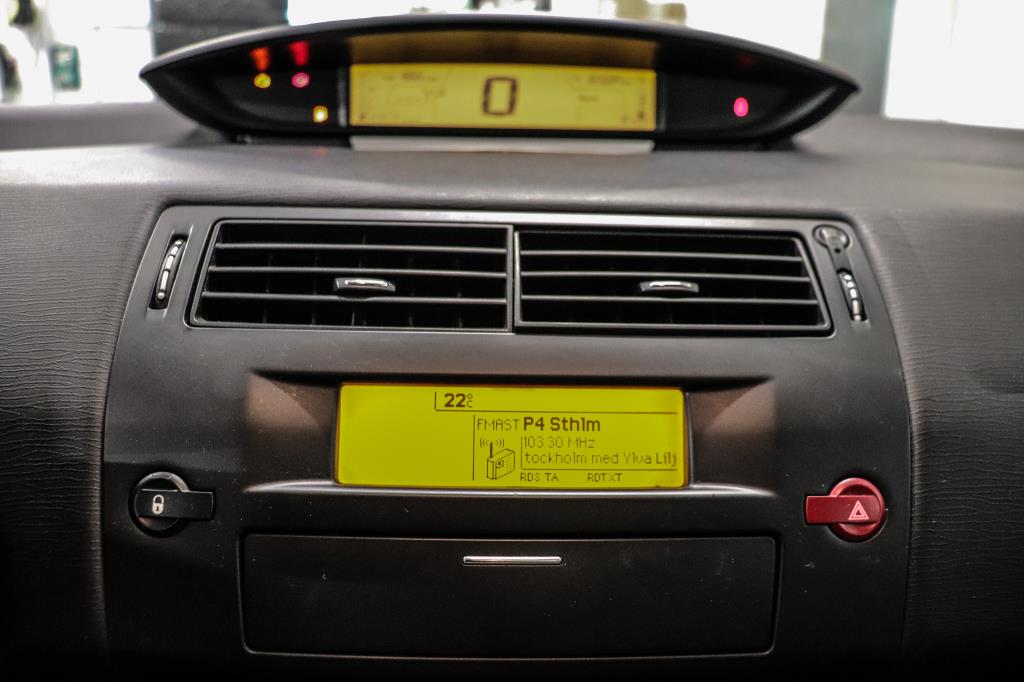 0
22°C
FMAST P4 Sthlm
103.30 MHz
tockholm med Ylva Lilj
RDS TA RDTXT